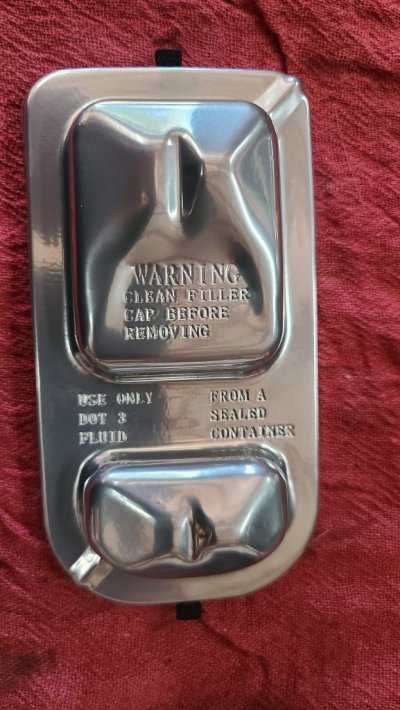 WARNING
CLEAN FILLER
CAP BEFORE
REMOVING
USE ONLY
DOT 3
FLUID
FROM A
SEALED
CONTAINER